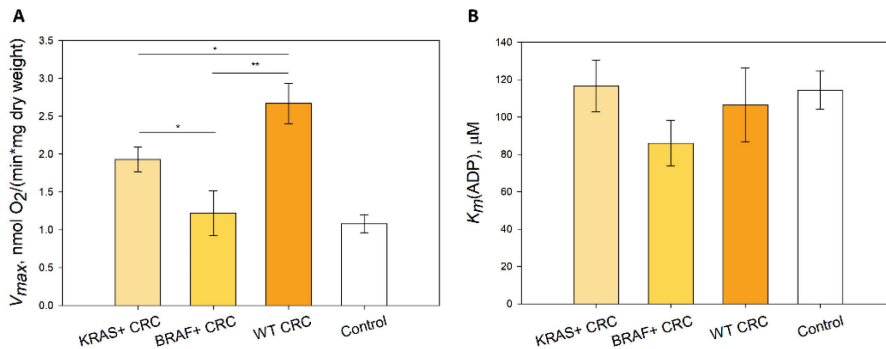 A
V_max, nmol O2/(min*mg dry weight)
3.5
3.0
2.5
2.0
1.5
1.0
0.5
0.0
*
**
*
KRAS+ CRC
BRAF+ CRC
WT CRC
Control
B
K_m(ADP), µM
140
120
100
80
60
40
20
0
KRAS+ CRC
BRAF+ CRC
WT CRC
Control